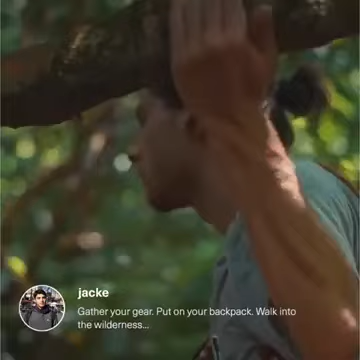 jacke
Gather your gear. Put on your backpack. Walk into
the wilderness...